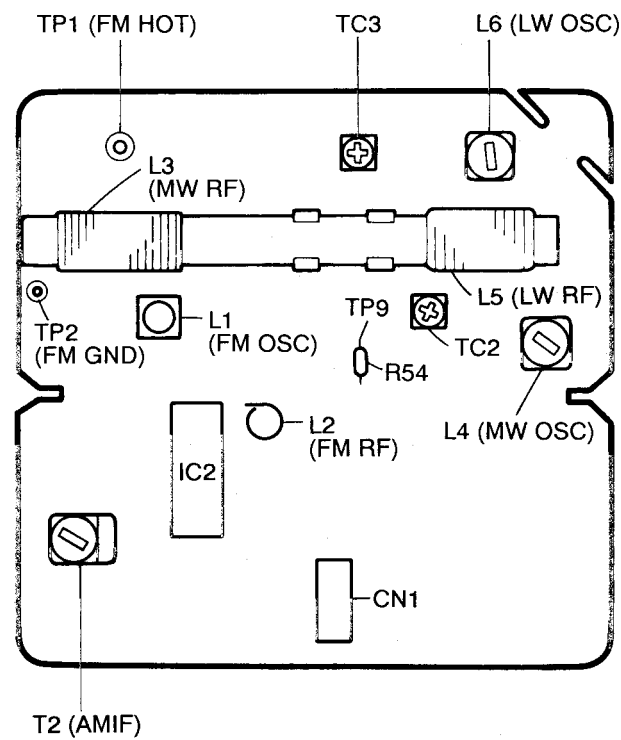 TP1 (FM HOT)
TC3
L6 (LW OSC)
L3
(MW RF)
L5 (LW RF)
TP2
(FM GND)
L1
(FM OSC)
TP9
TC2
R54
L4 (MW OSC)
L2
(FM RF)
IC2
CN1
T2 (AMIF)